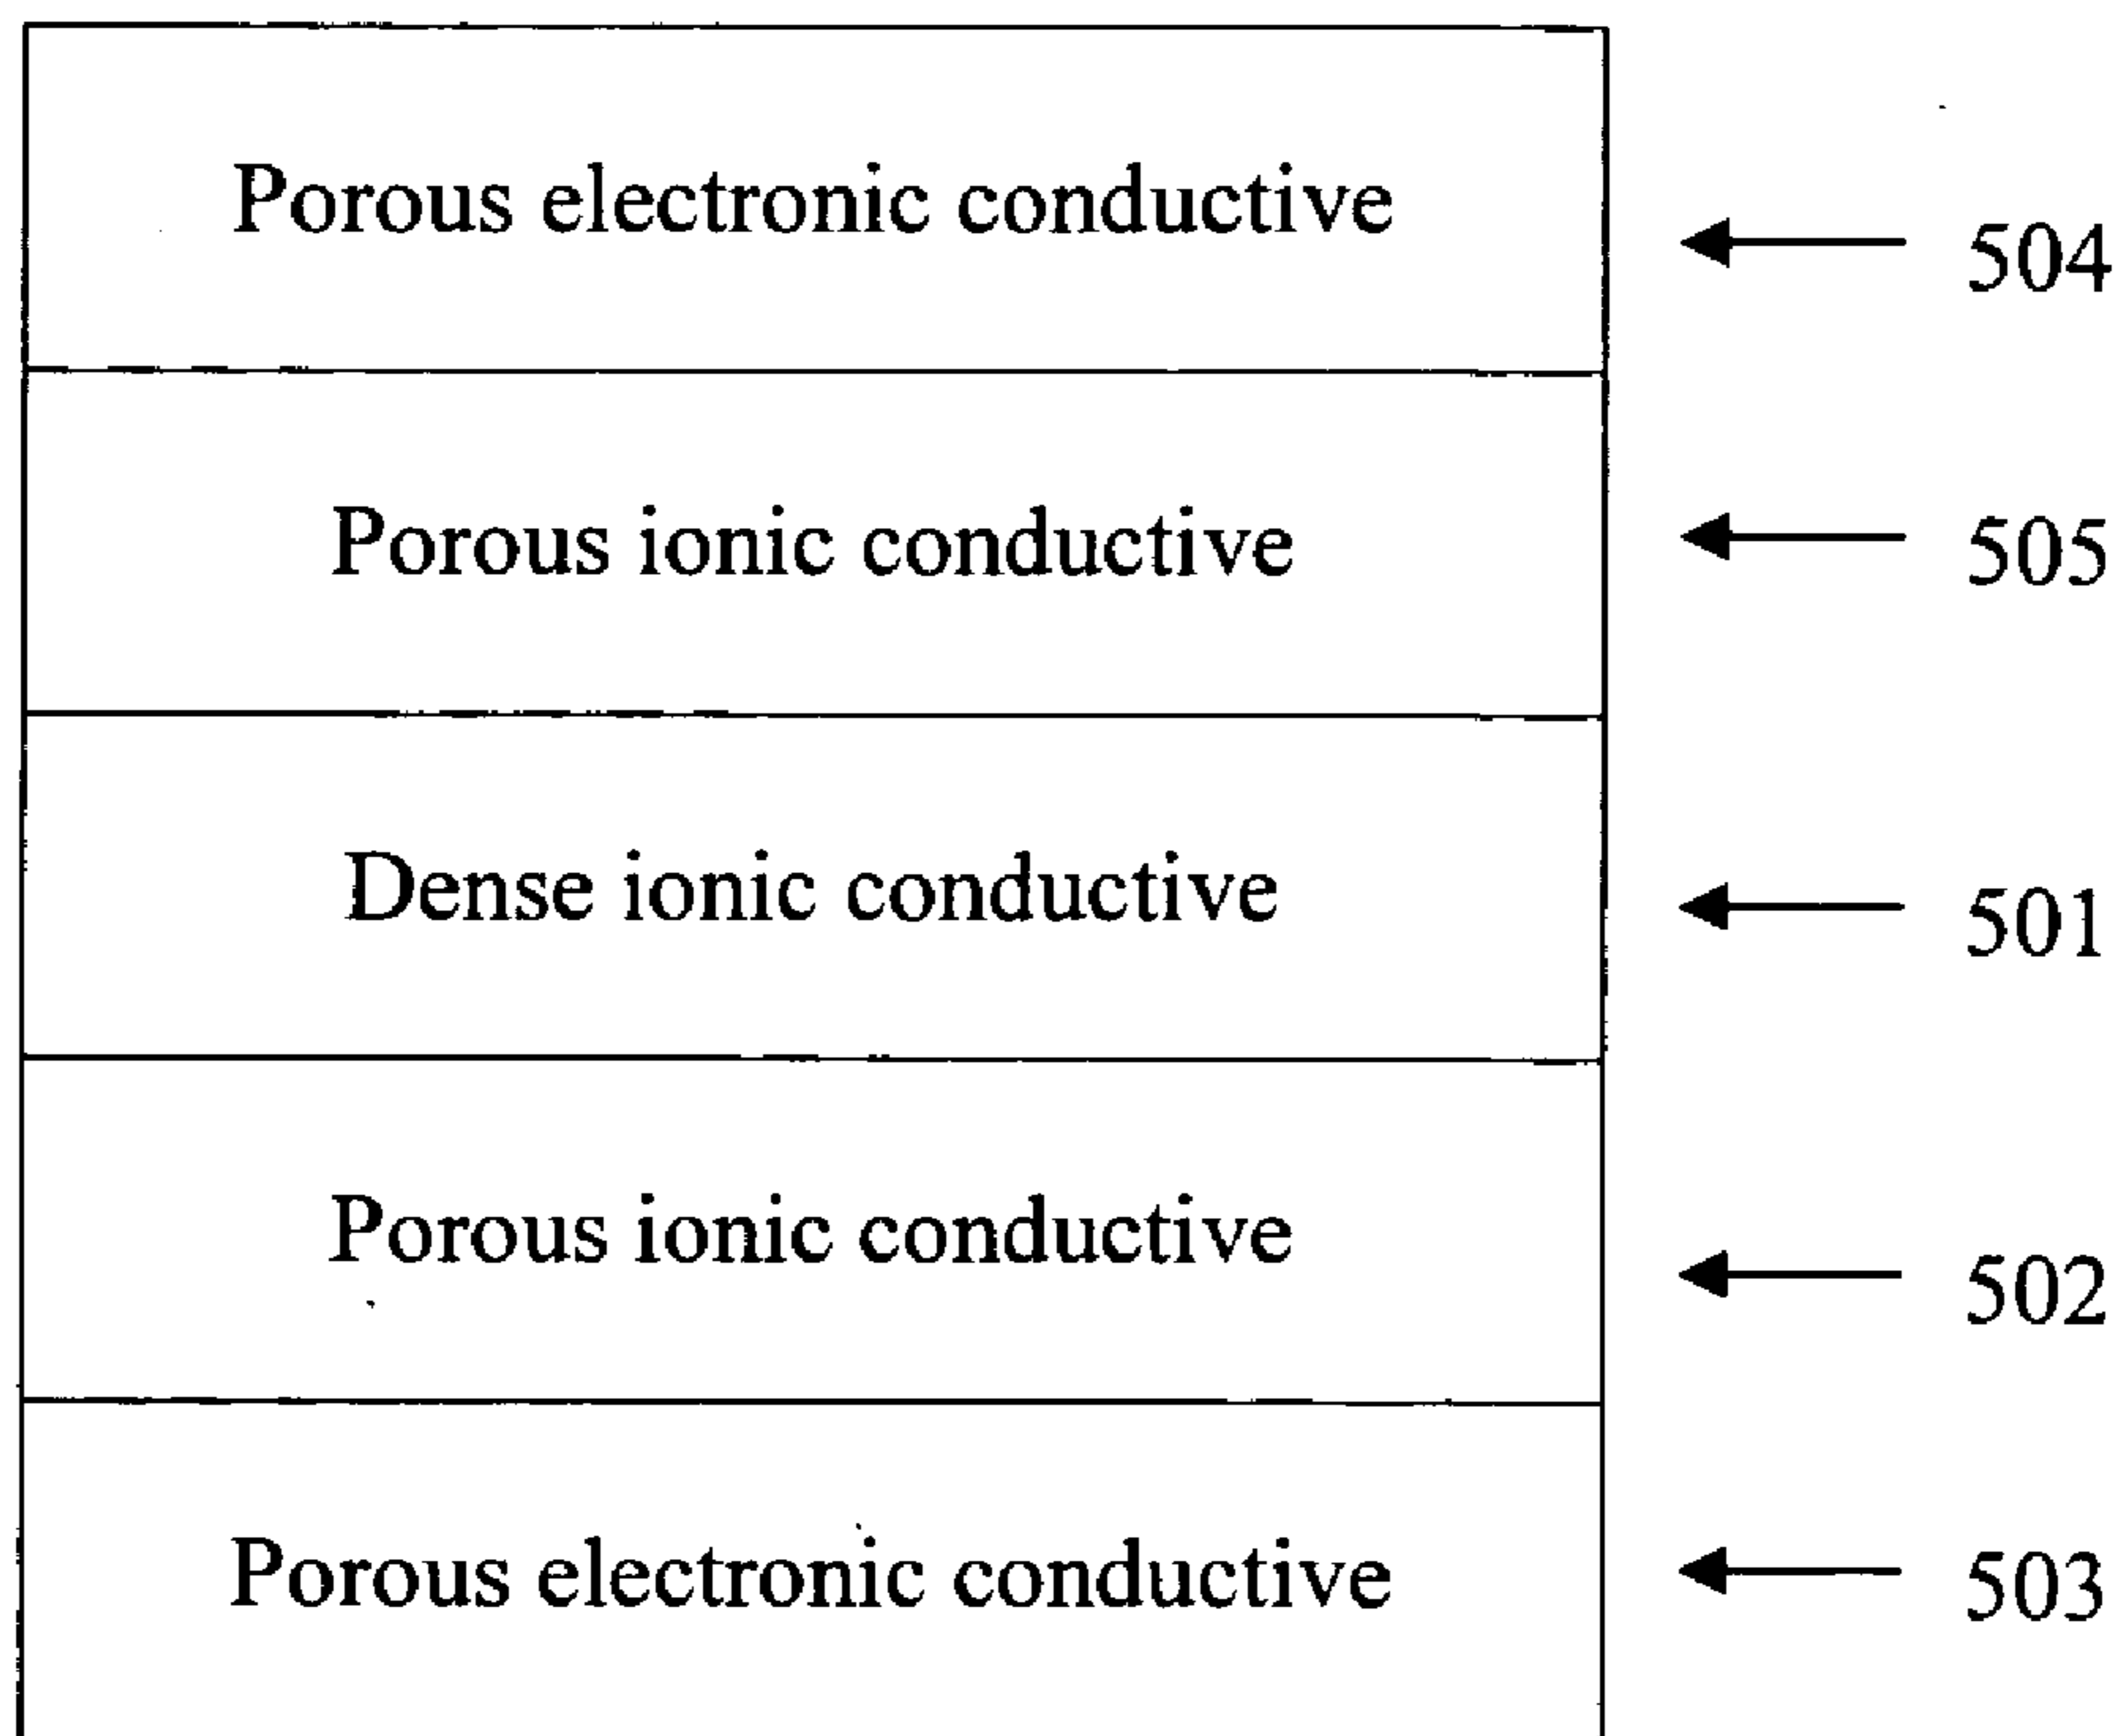 Porous electronic conductive
504
Porous ionic conductive
505
Dense ionic conductive
501
Porous ionic conductive
502
Porous electronic conductive
503